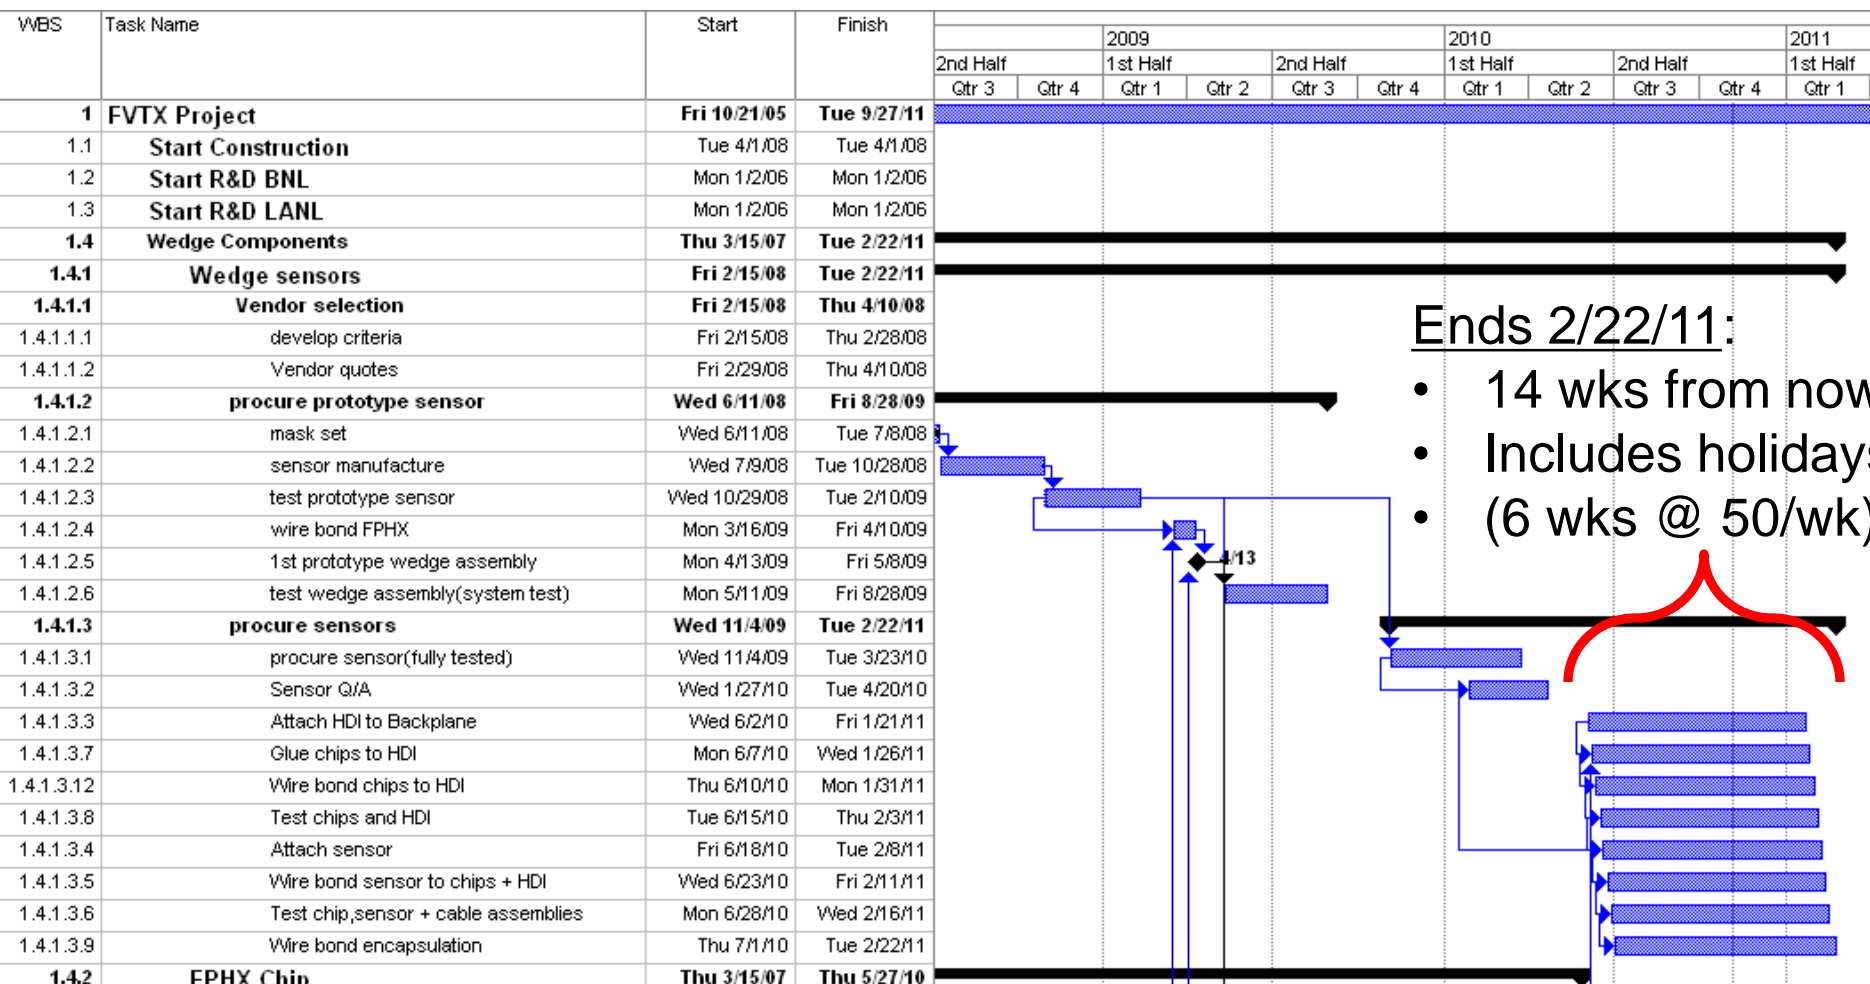 WBS Task Name Start Finish
2009 2010 2011
2nd Half 1st Half 2nd Half 1st Half 2nd Half 1st Half
Qtr 3 Qtr 4 Qtr 1 Qtr 2 Qtr 3 Qtr 4 Qtr 1 Qtr 2 Qtr 3 Qtr 4 Qtr 1
1 FVTX Project Fri 10/21/05 Tue 9/27/11
1.1 Start Construction Tue 4/1/08 Tue 4/1/08
1.2 Start R&D BNL Mon 1/2/06 Mon 1/2/06
1.3 Start R&D LANL Mon 1/2/06 Mon 1/2/06
1.4 Wedge Components Thu 3/15/07 Tue 2/22/11
1.4.1 Wedge sensors Fri 2/15/08 Tue 2/22/11
1.4.1.1 Vendor selection Fri 2/15/08 Thu 4/10/08
1.4.1.1.1 develop criteria Fri 2/15/08 Thu 2/28/08
1.4.1.1.2 Vendor quotes Fri 2/29/08 Thu 4/10/08
1.4.1.2 procure prototype sensor Wed 6/11/08 Fri 8/28/09
1.4.1.2.1 mask set Wed 6/11/08 Tue 7/8/08
1.4.1.2.2 sensor manufacture Wed 7/9/08 Tue 10/28/08
1.4.1.2.3 test prototype sensor Wed 10/29/08 Tue 2/10/09
1.4.1.2.4 wire bond FPHX Mon 3/16/09 Fri 4/10/09
1.4.1.2.5 1st prototype wedge assembly Mon 4/13/09 Fri 5/8/09 4/13
1.4.1.2.6 test wedge assembly(system test) Mon 5/11/09 Fri 8/28/09
1.4.1.3 procure sensors Wed 11/4/09 Tue 2/22/11
1.4.1.3.1 procure sensor(fully tested) Wed 11/4/09 Tue 3/23/10
1.4.1.3.2 Sensor Q/A Wed 1/27/10 Tue 4/20/10
1.4.1.3.3 Attach HDI to Backplane Wed 6/2/10 Fri 1/21/11
1.4.1.3.7 Glue chips to HDI Mon 6/7/10 Wed 1/26/11
1.4.1.3.12 Wire bond chips to HDI Thu 6/10/10 Mon 1/31/11
1.4.1.3.8 Test chips and HDI Tue 6/15/10 Thu 2/3/11
1.4.1.3.4 Attach sensor Fri 6/18/10 Tue 2/8/11
1.4.1.3.5 Wire bond sensor to chips + HDI Wed 6/23/10 Fri 2/11/11
1.4.1.3.6 Test chip,sensor + cable assemblies Mon 6/28/10 Wed 2/16/11
1.4.1.3.9 Wire bond encapsulation Thu 7/1/10 Tue 2/22/11
1.4.2 FPHX Chip Thu 3/15/07 Thu 5/27/10
Ends 2/22/11:
• 14 wks from now
• Includes holidays
• (6 wks @ 50/wk)